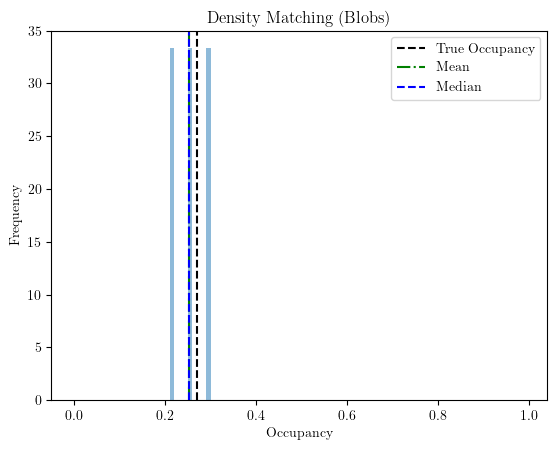 Density Matching (Blobs)
True Occupancy
Mean
Median
Frequency
35
30
25
20
15
10
5
0
0.0 0.2 0.4 0.6 0.8 1.0
Occupancy